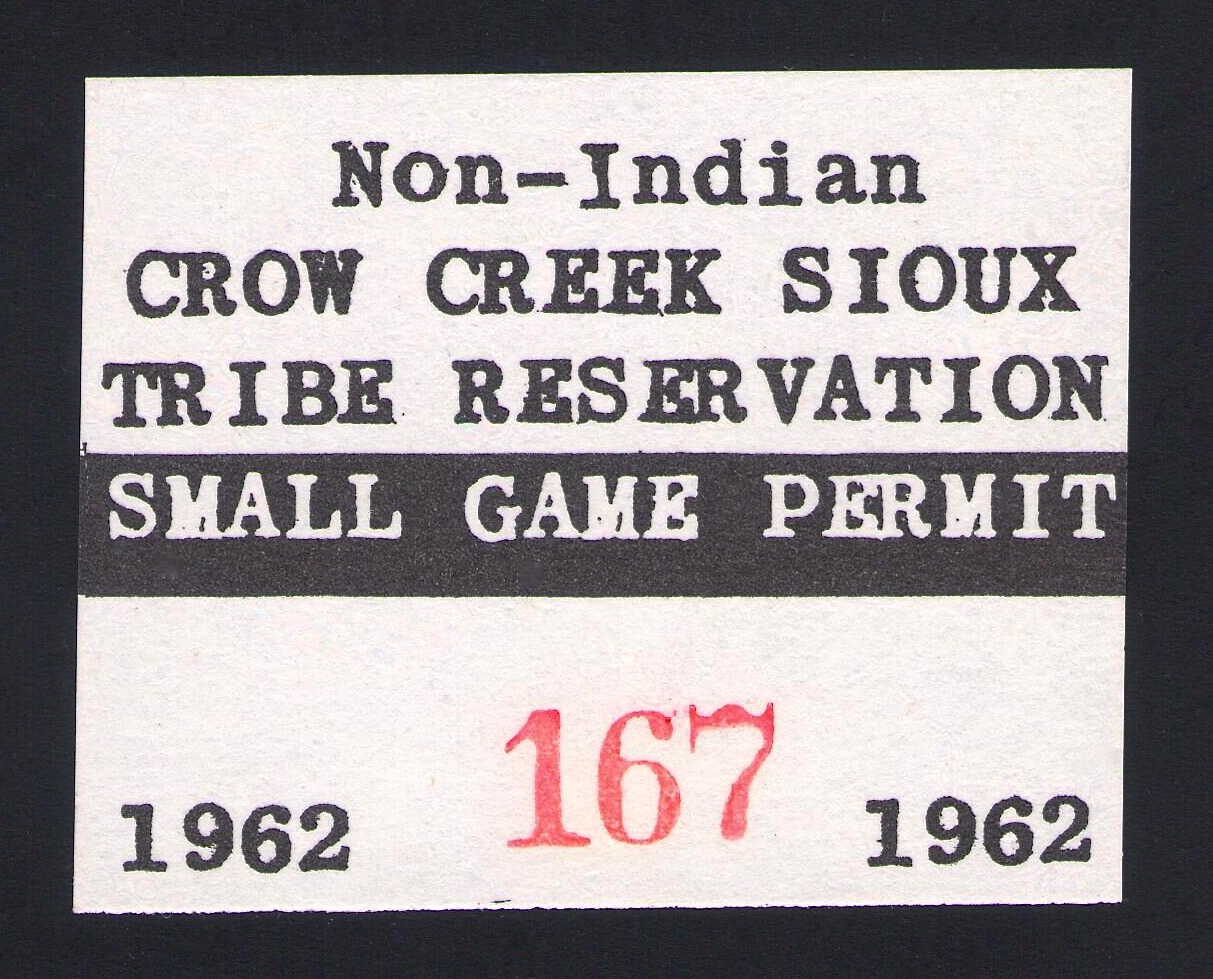 Non-Indian
CROW CREEK SIOUX
TRIBE RESERVATION
SMALL GAME PERMIT
167
1962 1962